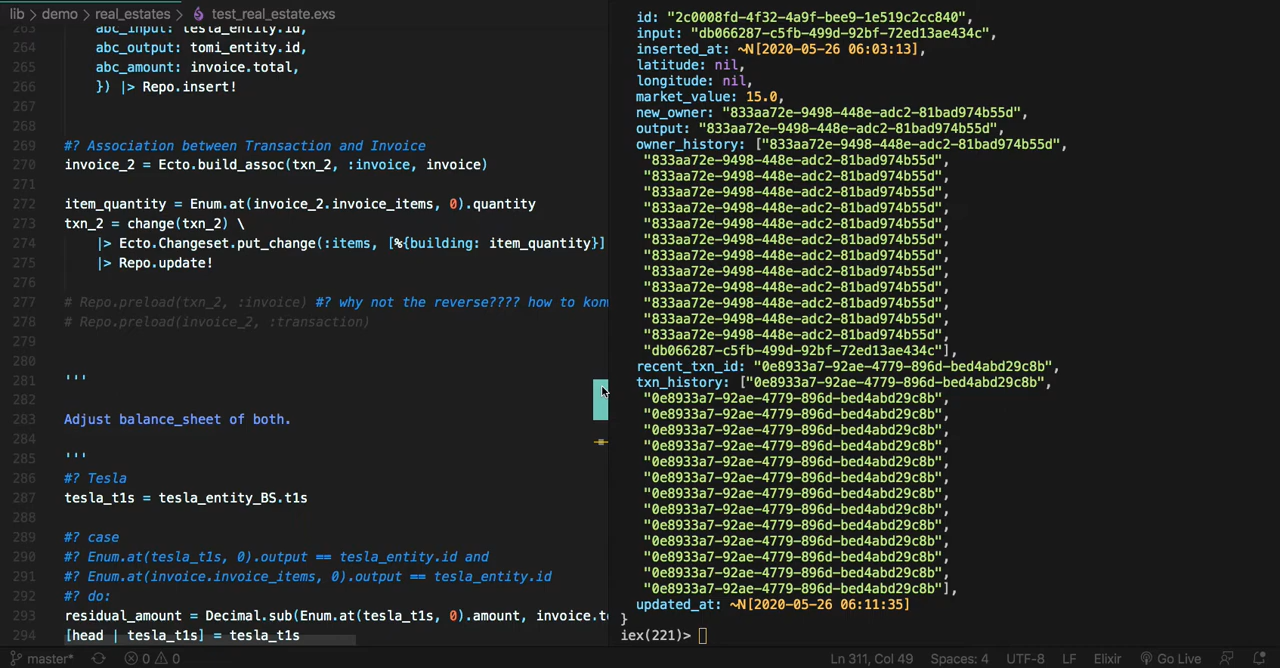 lib > demo > real_estates > test_real_estate.exs
263 abc_input: tesla_entity.id,
264 abc_output: tomi_entity.id,
265 abc_amount: invoice.total,
266 }) |> Repo.insert!
267
268
269 #? Association between Transaction and Invoice
270 invoice_2 = Ecto.build_assoc(txn_2, :invoice, invoice)
271
272 item_quantity = Enum.at(invoice_2.invoice_items, 0).quantity
273 txn_2 = change(txn_2) \
274 |> Ecto.Changeset.put_change(:items, [%{building: item_quantity}]
275 |> Repo.update!
276
277 # Repo.preload(txn_2, :invoice) #? why not the reverse???? how to kon
278 # Repo.preload(invoice_2, :transaction)
279
280
281 '''
282
283 Adjust balance_sheet of both.
284
285 '''
286 #? Tesla
287 tesla_t1s = tesla_entity_BS.t1s
288
289 #? case
290 #? Enum.at(tesla_t1s, 0).output == tesla_entity.id and
291 #? Enum.at(invoice.invoice_items, 0).output == tesla_entity.id
292 #? do:
293 residual_amount = Decimal.sub(Enum.at(tesla_t1s, 0).amount, invoice.to
294 [head | tesla_t1s] = tesla_t1s
id: "2c0008fd-4f32-4a9f-bee9-1e519c2cc840",
input: "db066287-c5fb-499d-92bf-72ed13ae434c",
inserted_at: ~N[2020-05-26 06:03:13],
latitude: nil,
longitude: nil,
market_value: 15.0,
new_owner: "833aa72e-9498-448e-adc2-81bad974b55d",
output: "833aa72e-9498-448e-adc2-81bad974b55d",
owner_history: ["833aa72e-9498-448e-adc2-81bad974b55d",
"833aa72e-9498-448e-adc2-81bad974b55d",
"833aa72e-9498-448e-adc2-81bad974b55d",
"833aa72e-9498-448e-adc2-81bad974b55d",
"833aa72e-9498-448e-adc2-81bad974b55d",
"833aa72e-9498-448e-adc2-81bad974b55d",
"833aa72e-9498-448e-adc2-81bad974b55d",
"833aa72e-9498-448e-adc2-81bad974b55d",
"833aa72e-9498-448e-adc2-81bad974b55d",
"833aa72e-9498-448e-adc2-81bad974b55d",
"833aa72e-9498-448e-adc2-81bad974b55d",
"833aa72e-9498-448e-adc2-81bad974b55d",
"833aa72e-9498-448e-adc2-81bad974b55d",
"db066287-c5fb-499d-92bf-72ed13ae434c"],
recent_txn_id: "0e8933a7-92ae-4779-896d-bed4abd29c8b",
txn_history: ["0e8933a7-92ae-4779-896d-bed4abd29c8b",
"0e8933a7-92ae-4779-896d-bed4abd29c8b",
"0e8933a7-92ae-4779-896d-bed4abd29c8b",
"0e8933a7-92ae-4779-896d-bed4abd29c8b",
"0e8933a7-92ae-4779-896d-bed4abd29c8b",
"0e8933a7-92ae-4779-896d-bed4abd29c8b",
"0e8933a7-92ae-4779-896d-bed4abd29c8b",
"0e8933a7-92ae-4779-896d-bed4abd29c8b",
"0e8933a7-92ae-4779-896d-bed4abd29c8b",
"0e8933a7-92ae-4779-896d-bed4abd29c8b",
"0e8933a7-92ae-4779-896d-bed4abd29c8b",
"0e8933a7-92ae-4779-896d-bed4abd29c8b",
"0e8933a7-92ae-4779-896d-bed4abd29c8b"],
updated_at: ~N[2020-05-26 06:11:35]
}
iex(221)>
master* 0 0 Ln 311, Col 49 Spaces: 4 UTF-8 LF Elixir Go Live